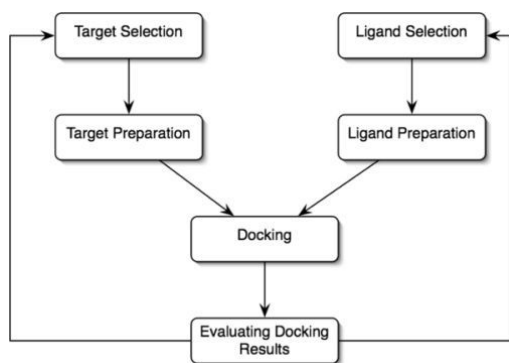 Target Selection
Ligand Selection
Target Preparation
Ligand Preparation
Docking
Evaluating Docking
Results